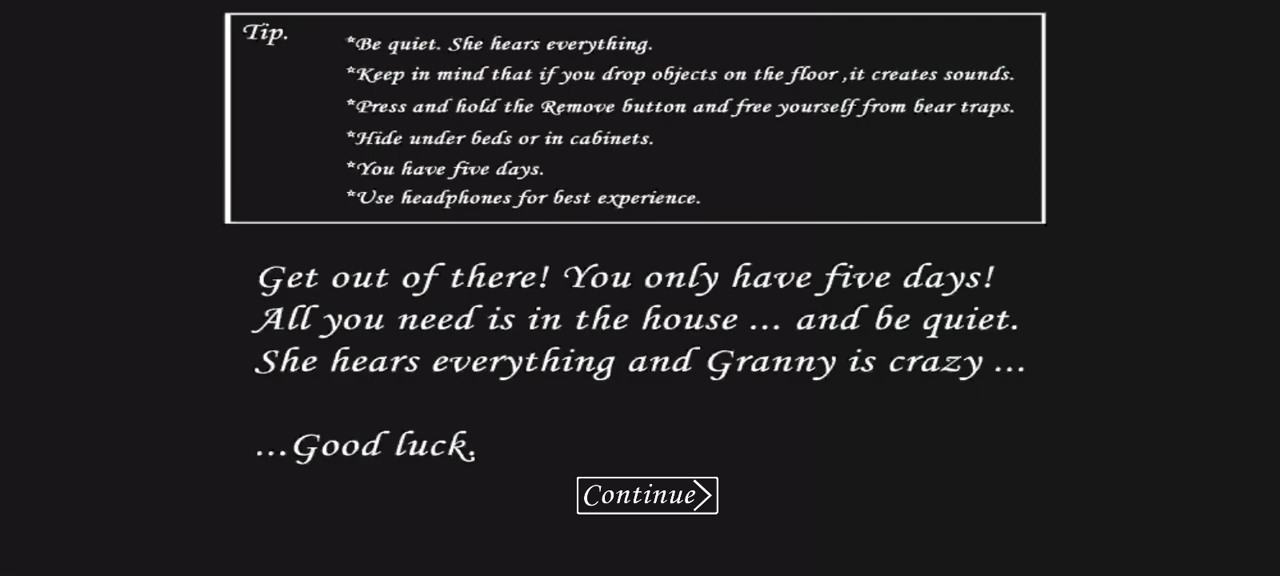 Tip.
*Be quiet. She hears everything.
*Keep in mind that if you drop objects on the floor ,it creates sounds.
*Press and hold the Remove button and free yourself from bear traps.
*Hide under beds or in cabinets.
*You have five days.
*Use headphones for best experience.
Get out of there! You only have five days!
All you need is in the house ... and be quiet.
She hears everything and Granny is crazy ...
...Good luck.
Continue>